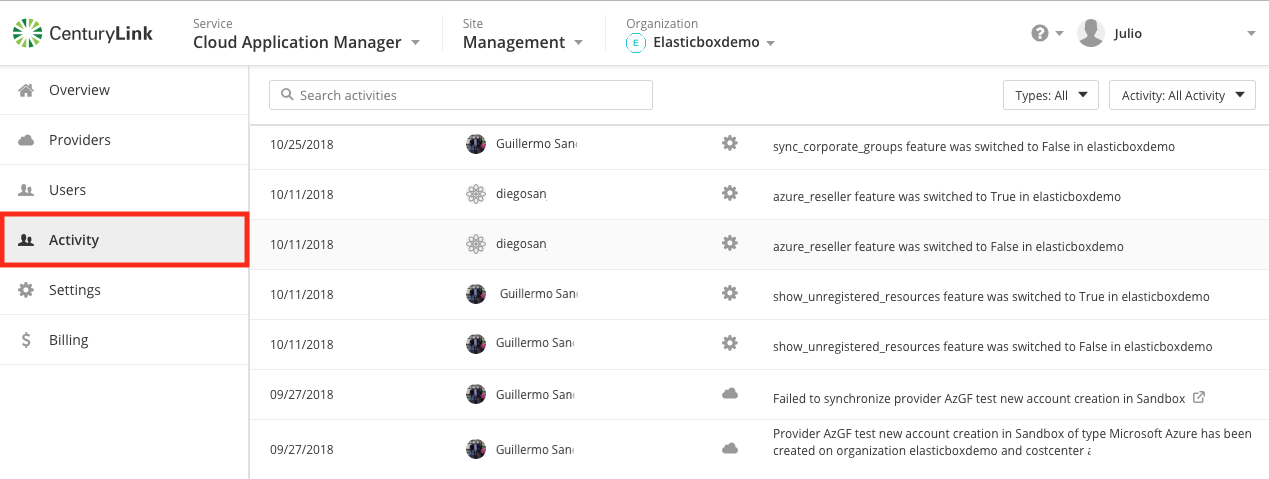 CenturyLink
Service
Cloud Application Manager
Site
Management
Organization
E Elasticboxdemo
?
Julio
Overview
Providers
Users
Activity
Settings
$ Billing
Search activities
Types: All
Activity: All Activity
10/25/2018 Guillermo sync_corporate_groups feature was switched to False in elasticboxdemo
10/11/2018 diegosan azure_reseller feature was switched to True in elasticboxdemo
10/11/2018 diegosan azure_reseller feature was switched to False in elasticboxdemo
10/11/2018 Guillermo show_unregistered_resources feature was switched to True in elasticboxdemo
10/11/2018 Guillermo show_unregistered_resources feature was switched to False in elasticboxdemo
09/27/2018 Guillermo Failed to synchronize provider AzGF test new account creation in Sandbox
09/27/2018 Guillermo Provider AzGF test new account creation in Sandbox of type Microsoft Azure has been
created on organization elasticboxdemo and costcenter